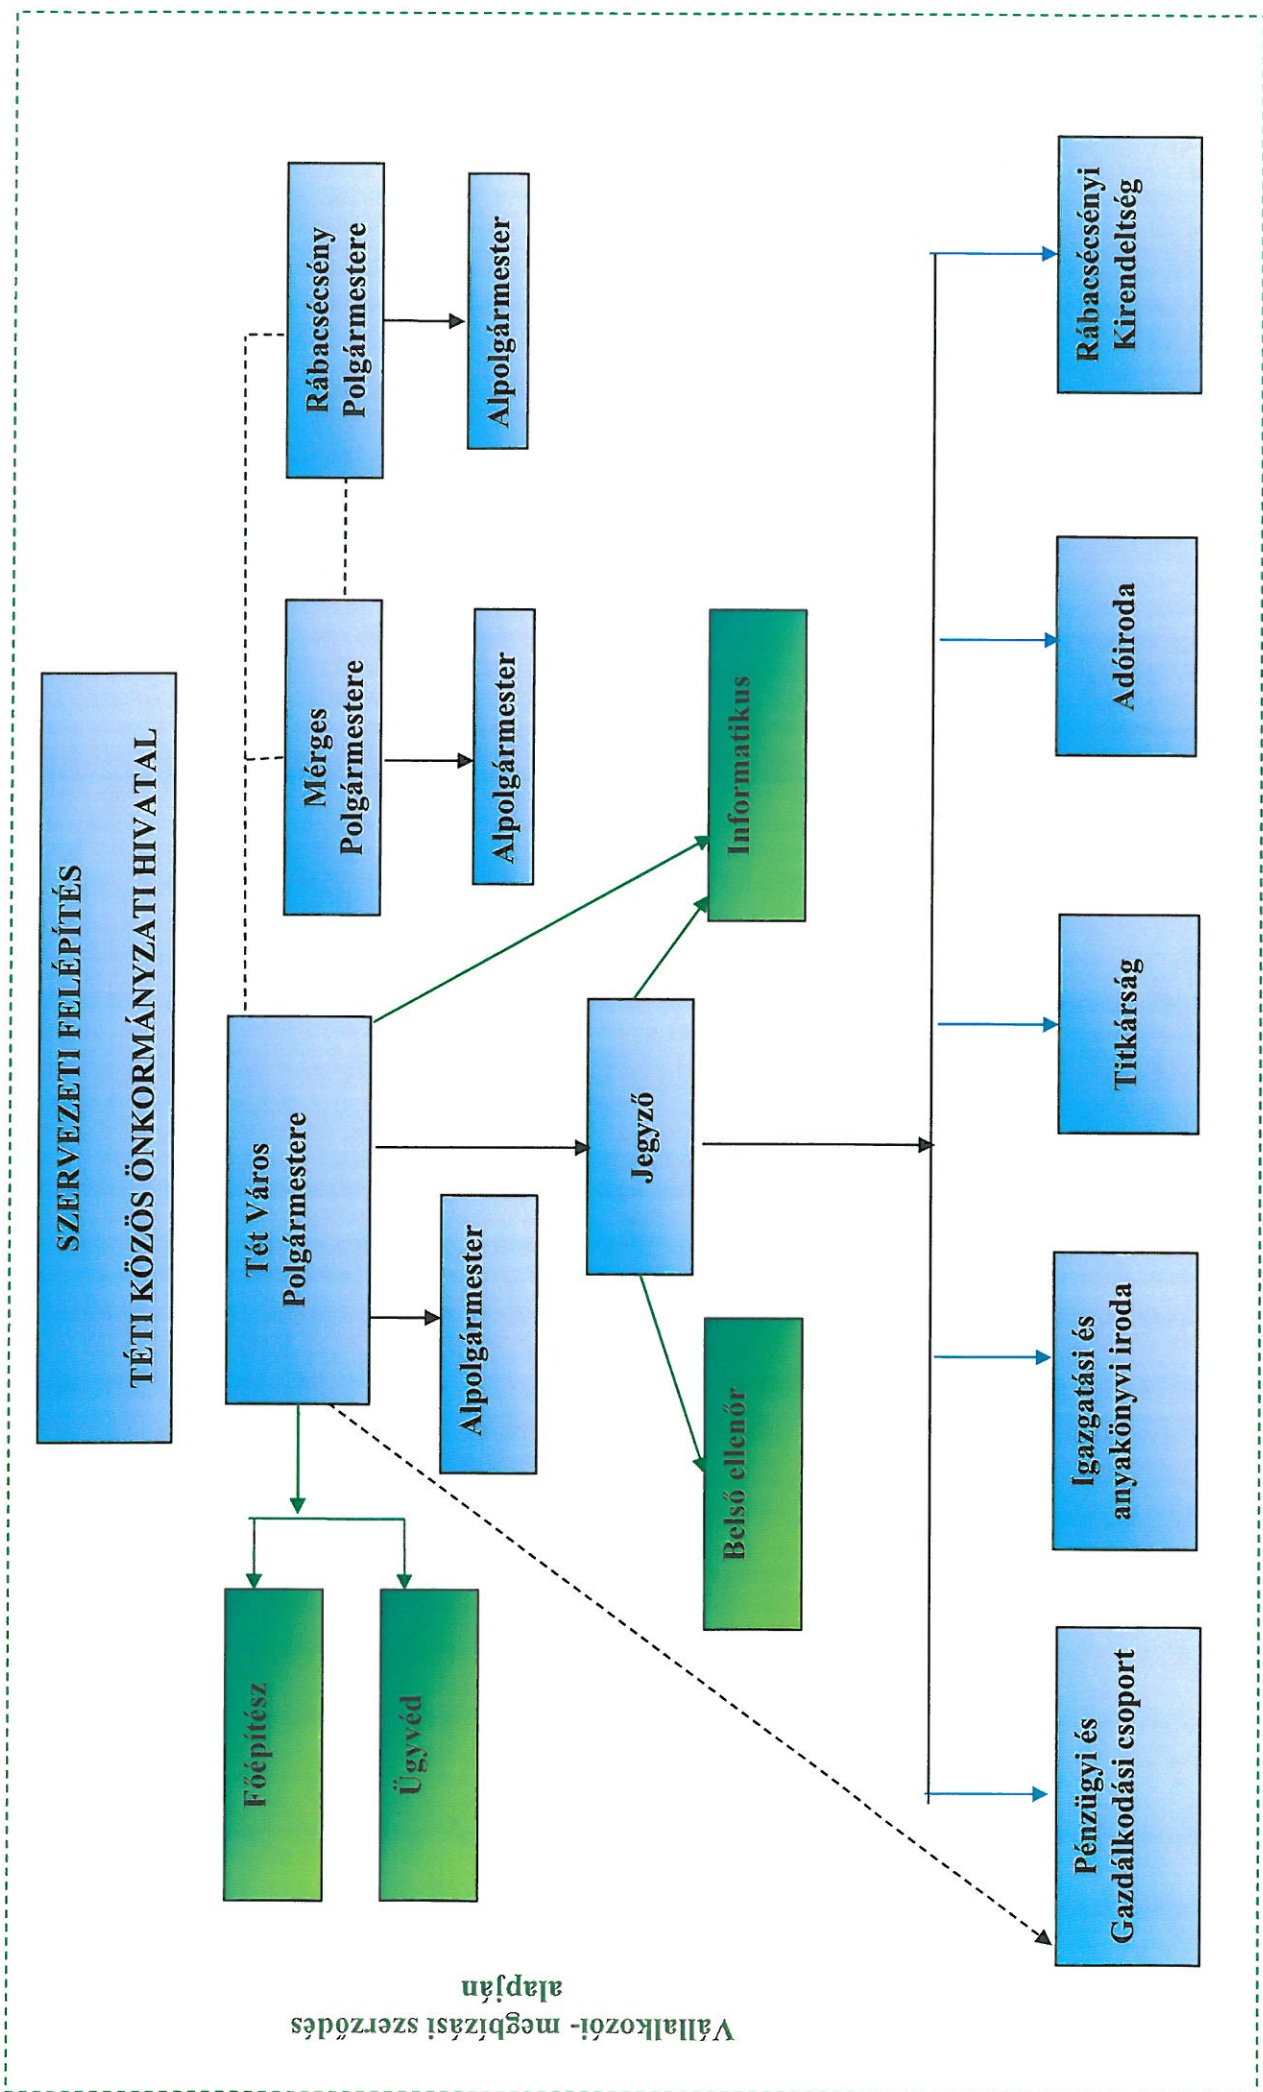 SZERVEZETI FELÉPÍTÉS
TÉTI KÖZÖS ÖNKORMÁNYZATI HIVATAL
Főépítész
Ügyvéd
Tét Város
Polgármestere
Alpolgármester
Mérges
Polgármestere
Alpolgármester
Rábacsécsény
Polgármestere
Alpolgármester
Jegyző
Belső ellenőr
Informatikus
Pénzügyi és
Gazdálkodási csoport
Igazgatási és
anyakönyvi iroda
Titkárság
Adóiroda
Rábacsécsényi
Kirendeltség
Vállalkozói- megbízási szerződés
alapján